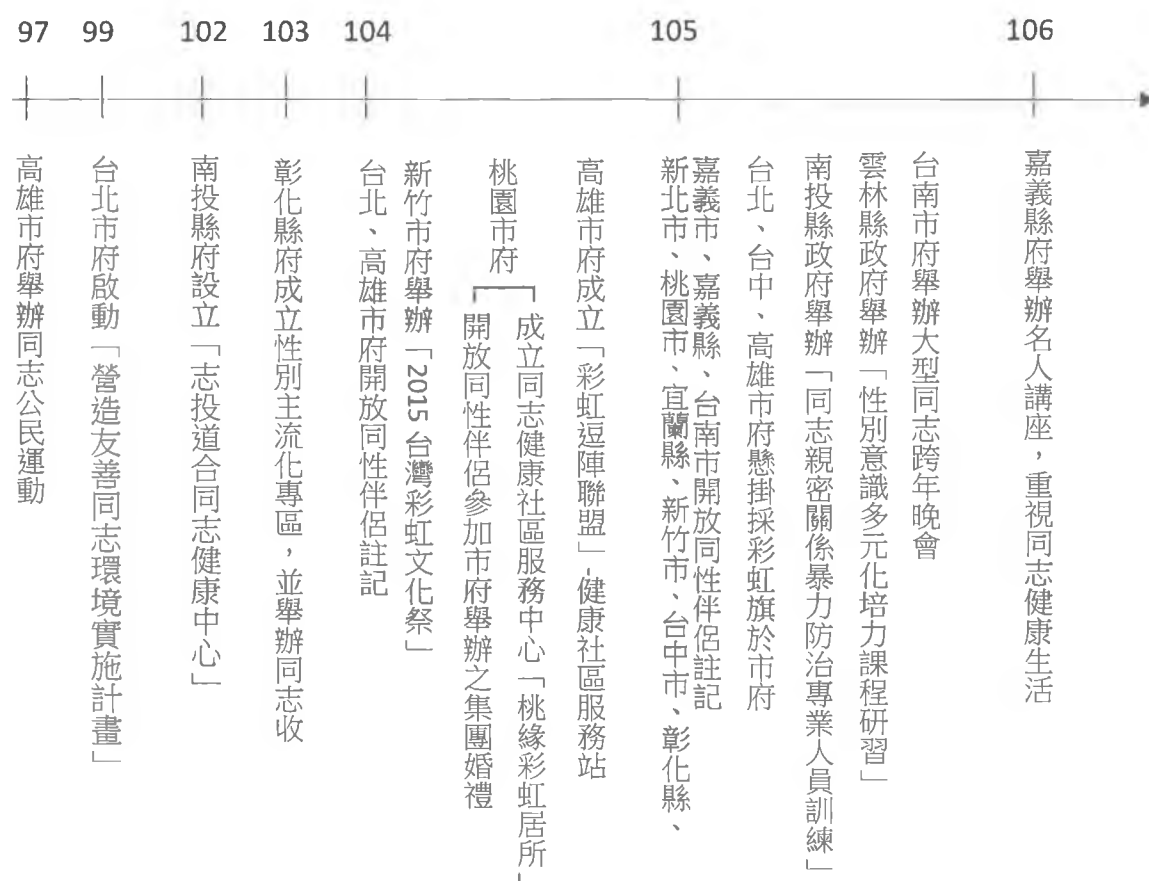 97 99 102 103 104 105 106
高雄市府舉辦同志公民運動
台北市府啟動「營造友善同志環境實施計畫」
南投縣府設立「志投道合同志健康中心」
彰化縣府成立性別主流化專區，並舉辦同志收
台北、高雄市府開放同性伴侶註記
新竹市府舉辦「2015台灣彩虹文化祭」
桃園市府
開放同性伴侶參加市府舉辦之集團婚禮
成立同志健康社區服務中心「桃緣彩虹居所」
高雄市府成立「彩虹逗陣聯盟」-健康社區服務站
新北市、桃園市、宜蘭縣、新竹市、台中市、彰化縣、
嘉義市、嘉義縣、台南市開放同性伴侶註記
台北、台中、高雄市府懸掛採彩虹旗於市府
南投縣政府舉辦「同志親密關係暴力防治專業人員訓練」
雲林縣政府舉辦「性別意識多元化培力課程研習」
台南市府舉辦大型同志跨年晚會
嘉義縣府舉辦名人講座，重視同志健康生活